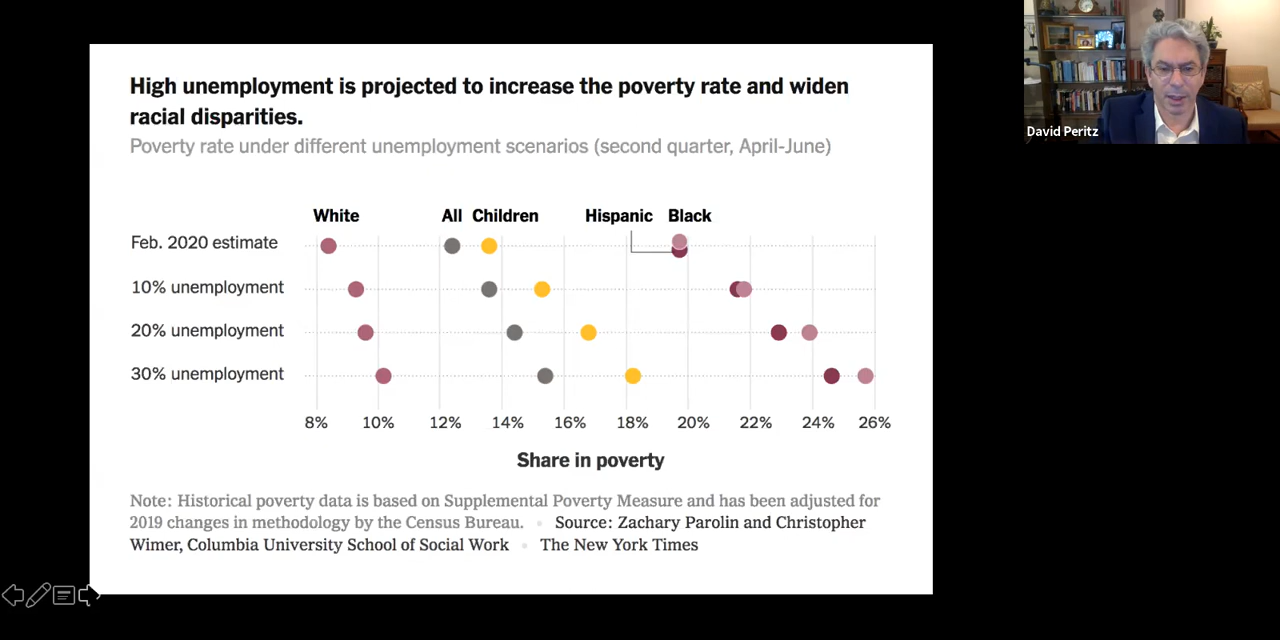 High unemployment is projected to increase the poverty rate and widen
racial disparities.
Poverty rate under different unemployment scenarios (second quarter, April-June)
White All Children Hispanic Black
Feb. 2020 estimate
10% unemployment
20% unemployment
30% unemployment
8% 10% 12% 14% 16% 18% 20% 22% 24% 26%
Share in poverty
Note: Historical poverty data is based on Supplemental Poverty Measure and has been adjusted for
2019 changes in methodology by the Census Bureau. • Source: Zachary Parolin and Christopher
Wimer, Columbia University School of Social Work • The New York Times
David Peritz